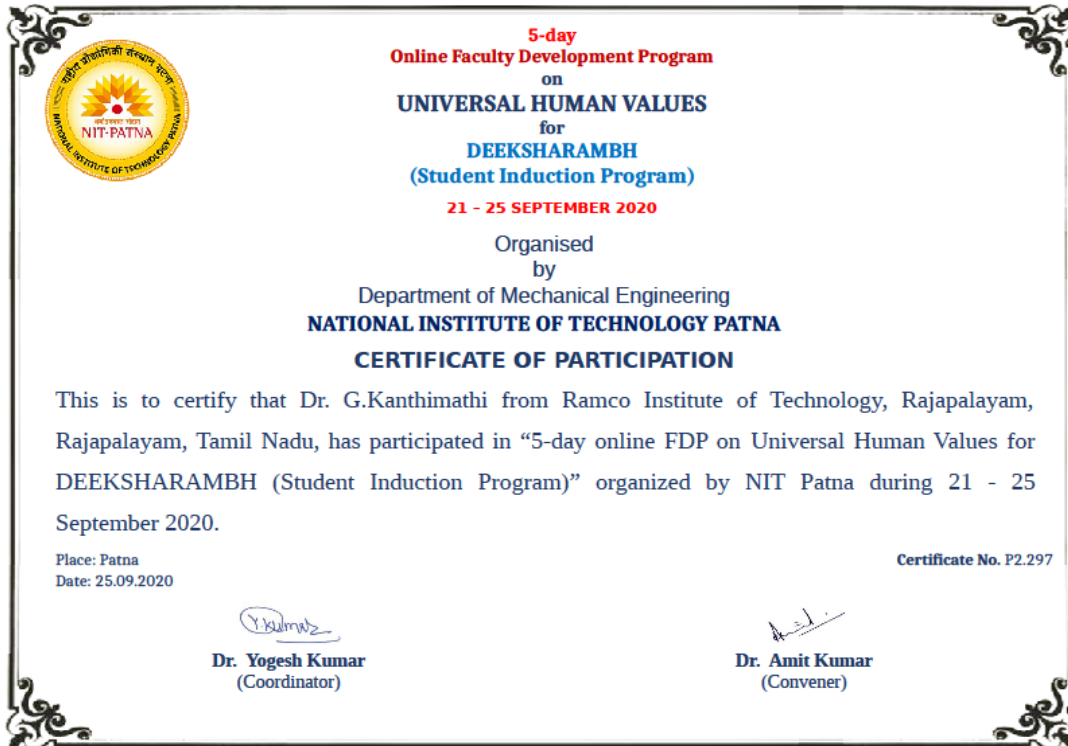 राष्ट्रीय प्रौद्योगिकी संस्थान पटना
NIT-PATNA
NATIONAL INSTITUTE OF TECHNOLOGY PATNA
5-day
Online Faculty Development Program
on
UNIVERSAL HUMAN VALUES
for
DEEKSHARAMBH
(Student Induction Program)
21 – 25 SEPTEMBER 2020
Organised
by
Department of Mechanical Engineering
NATIONAL INSTITUTE OF TECHNOLOGY PATNA
CERTIFICATE OF PARTICIPATION
This is to certify that Dr. G.Kanthimathi from Ramco Institute of Technology, Rajapalayam,
Rajapalayam, Tamil Nadu, has participated in “5-day online FDP on Universal Human Values for
DEEKSHARAMBH (Student Induction Program)” organized by NIT Patna during 21 - 25
September 2020.
Place: Patna
Certificate No. P2.297
Date: 25.09.2020
Y.Kumar
Dr. Yogesh Kumar
Dr. Amit Kumar
(Coordinator)
(Convener)